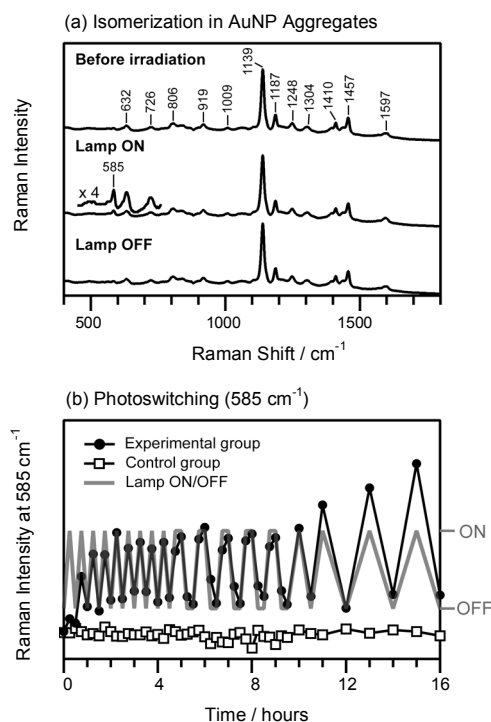 (a) Isomerization in AuNP Aggregates
Raman Intensity
Before irradiation
632
726
806
919
1009
1139
1187
1248
1304
1410
1457
1597
Lamp ON
x 4
585
Lamp OFF
500 1000 1500
Raman Shift / cm⁻¹
(b) Photoswitching (585 cm⁻¹)
Raman Intensity at 585 cm⁻¹
Experimental group
Control group
Lamp ON/OFF
ON
OFF
0 4 8 12 16
Time / hours